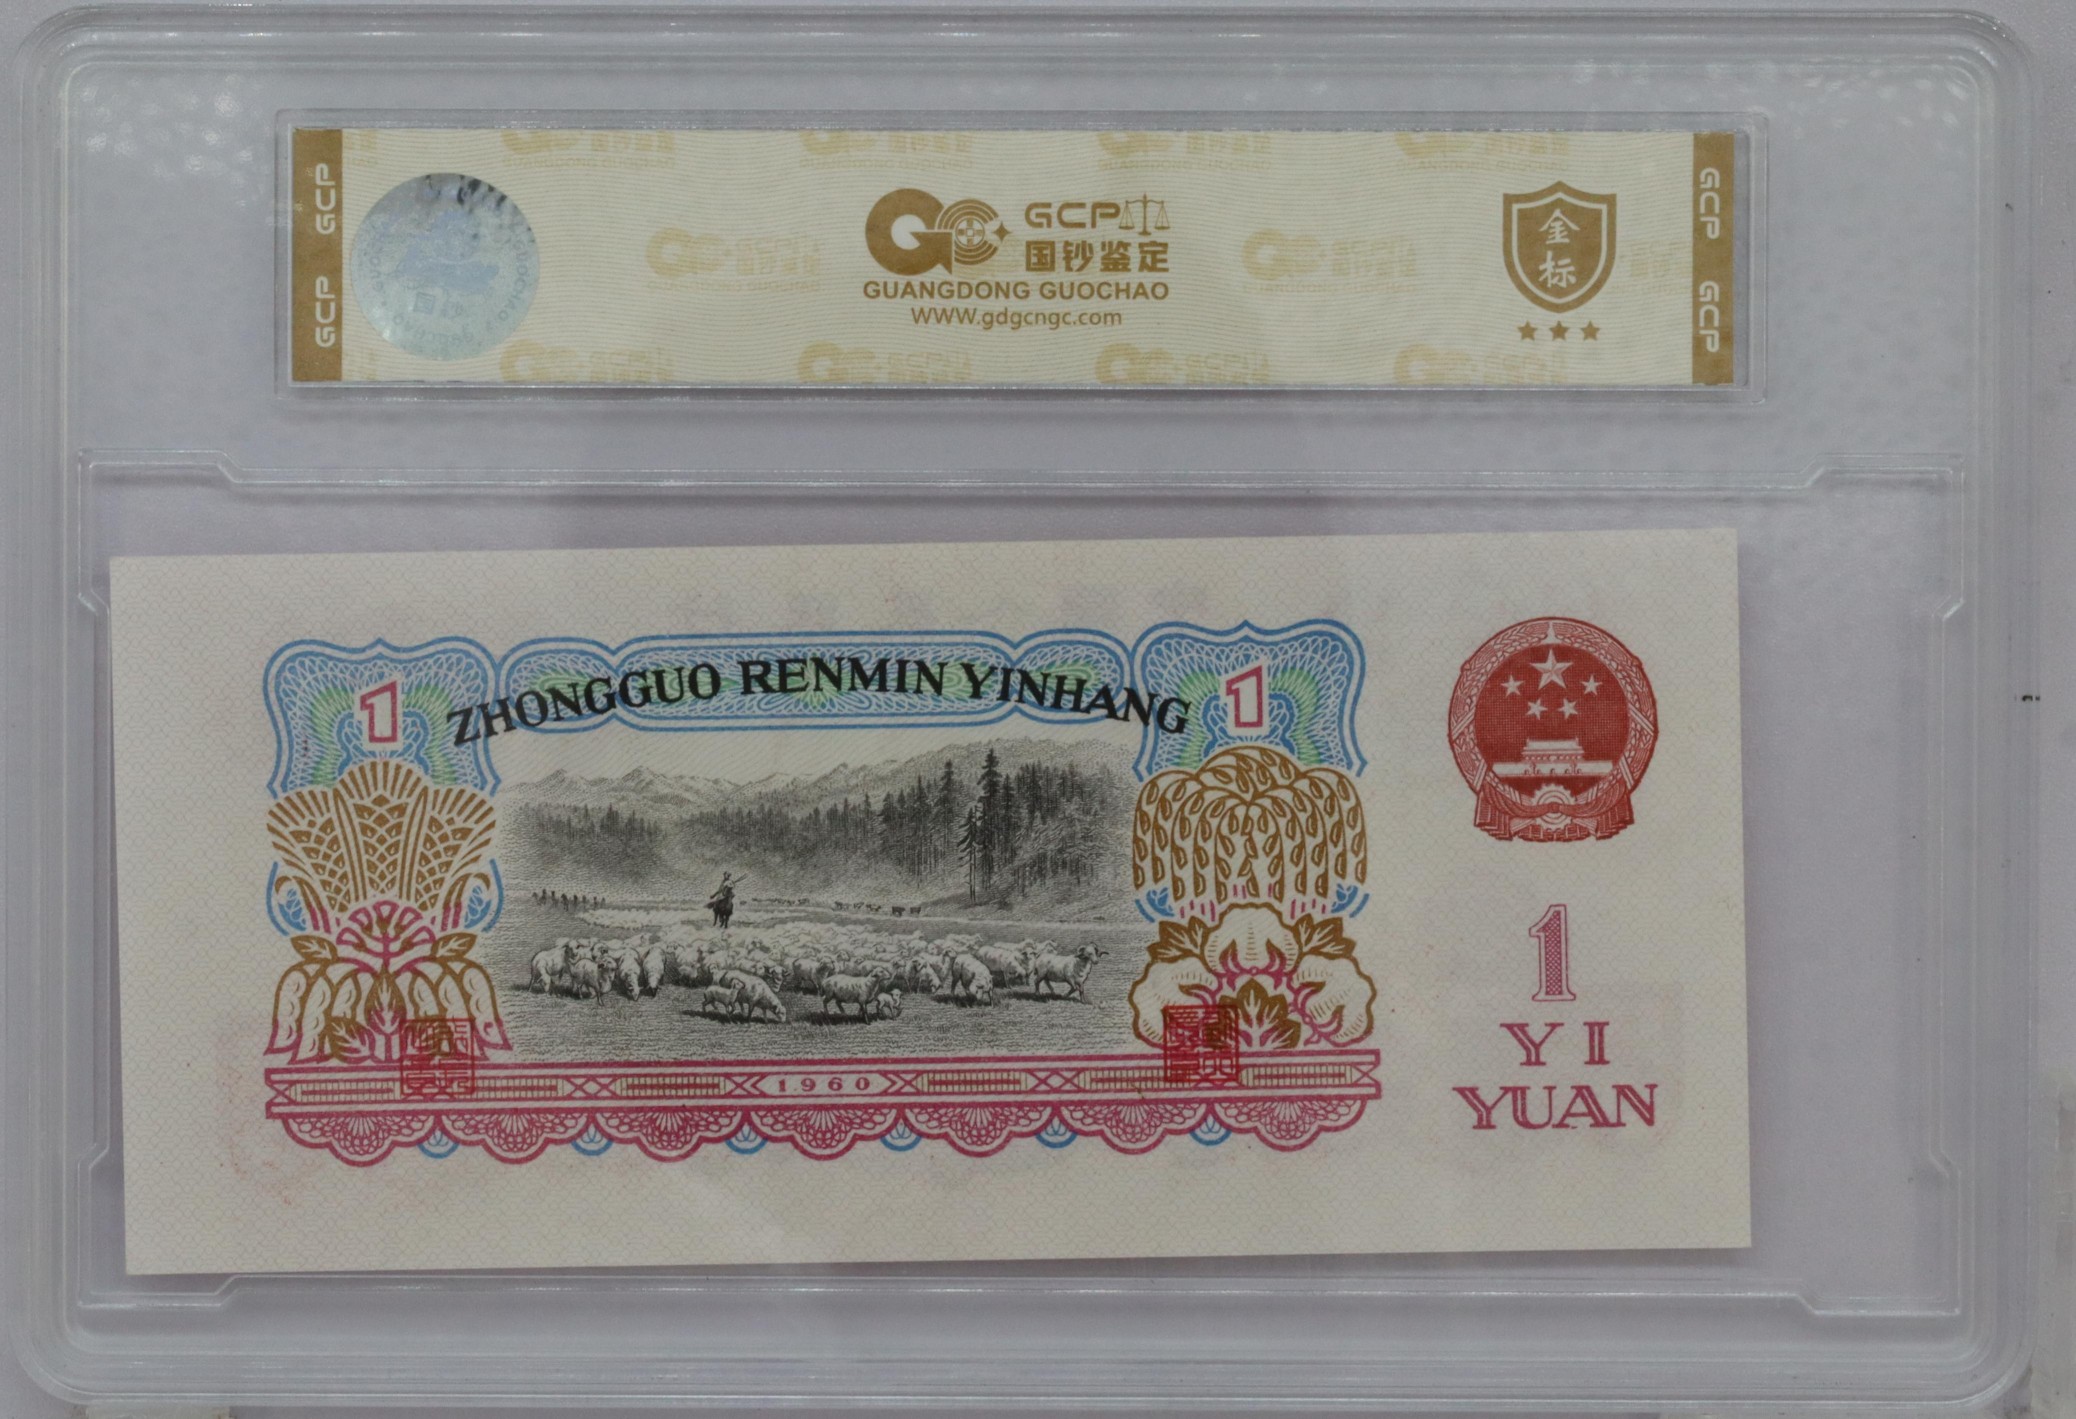 GCP
GCP
GCP
国钞鉴定
GUANGDONG GUOCHAO
WWW.gdgcngc.com
金
标
GCP
GCP
1
ZHONGGUO RENMIN YINHANG
1
1
YI
YUAN
1960